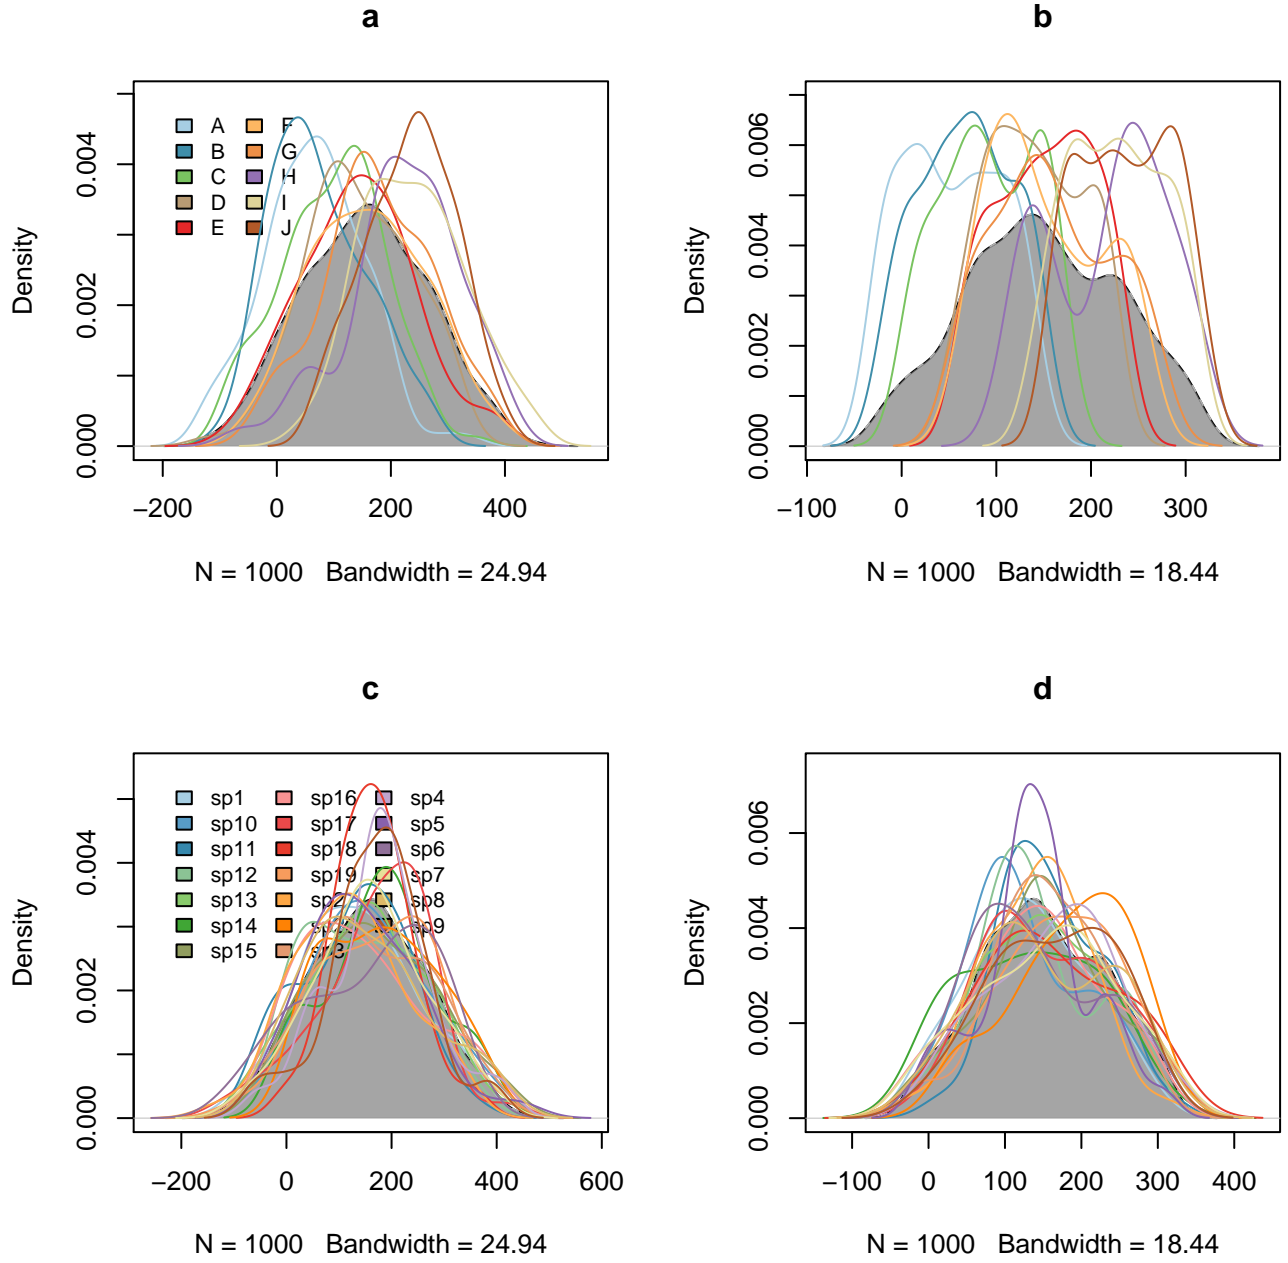 a
Density
0.000 0.002 0.004
A F
B G
C H
D I
E J
−200 0 200 400
N = 1000 Bandwidth = 24.94
b
Density
0.000 0.002 0.004 0.006
−100 0 100 200 300
N = 1000 Bandwidth = 18.44
c
Density
0.000 0.002 0.004
sp1 sp16 sp4
sp10 sp17 sp5
sp11 sp18 sp6
sp12 sp19 sp7
sp13 sp2 sp8
sp14 sp9
sp15 sp3
−200 0 200 400 600
N = 1000 Bandwidth = 24.94
d
Density
0.000 0.002 0.004 0.006
−100 0 100 200 300 400
N = 1000 Bandwidth = 18.44